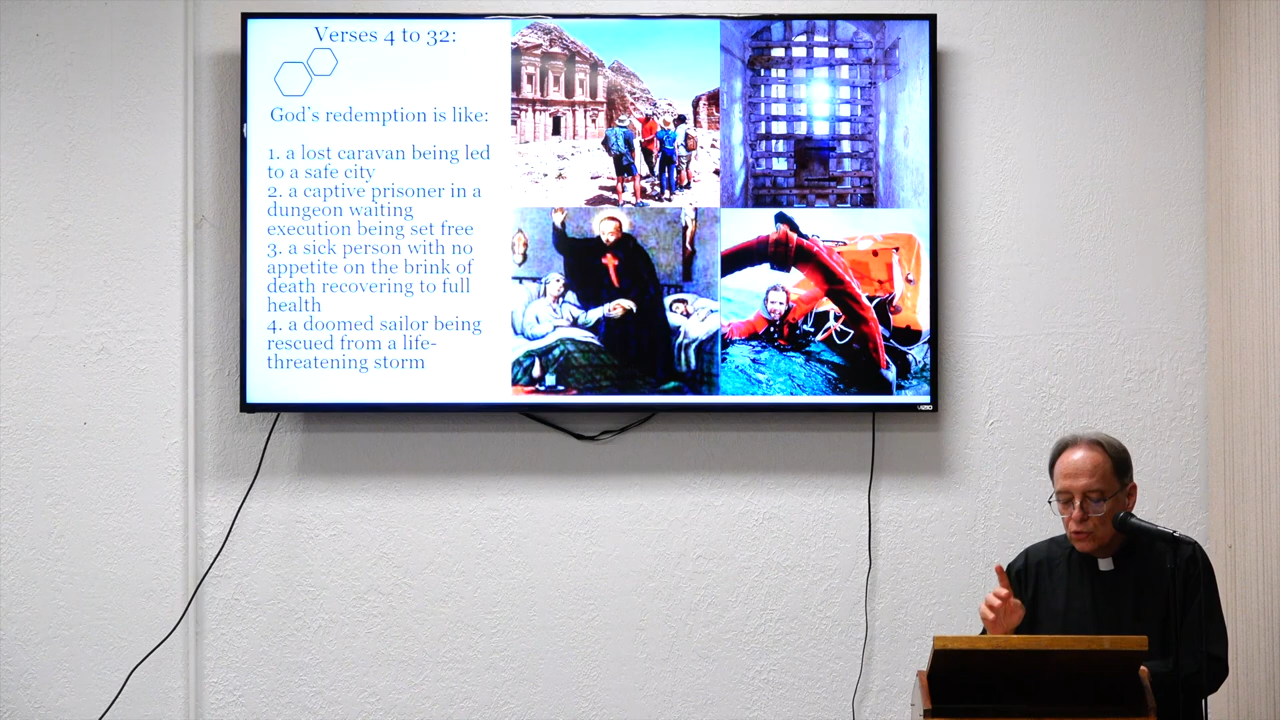 Verses 4 to 32:
God's redemption is like:
1. a lost caravan being led
to a safe city
2. a captive prisoner in a
dungeon waiting
execution being set free
3. a sick person with no
appetite on the brink of
death recovering to full
health
4. a doomed sailor being
rescued from a life-
threatening storm
VIZIO